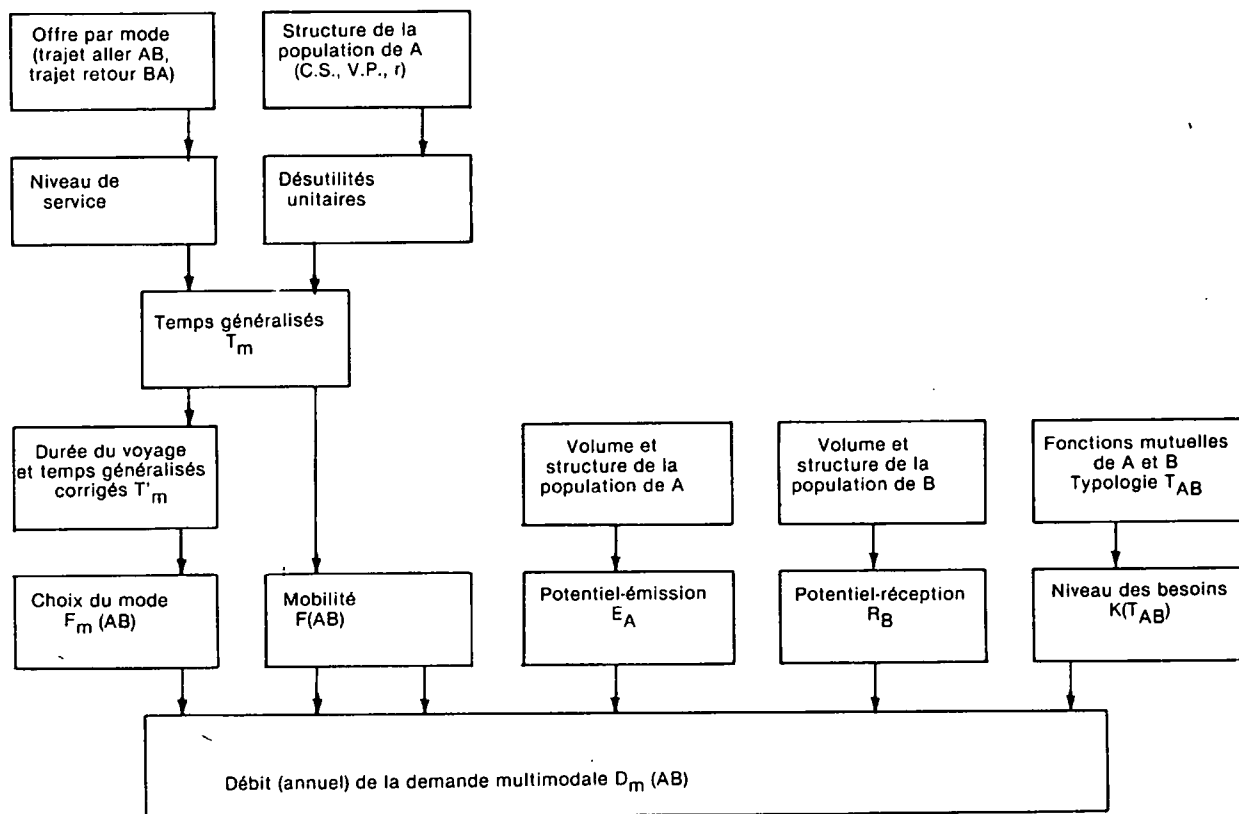 Offre par mode
(trajet aller AB,
trajet retour BA)
Structure de la
population de A
(C.S., V.P., r)
Niveau de
service
Désutilités
unitaires
Temps généralisés
Tm
Durée du voyage
et temps généralisés
corrigés T'm
Volume et
structure de la
population de A
Volume et
structure de la
population de B
Fonctions mutuelles
de A et B
Typologie TAB
Choix du mode
Fm (AB)
Mobilité
F(AB)
Potentiel-émission
EA
Potentiel-réception
RB
Niveau des besoins
K(TAB)
Débit (annuel) de la demande multimodale Dm (AB)